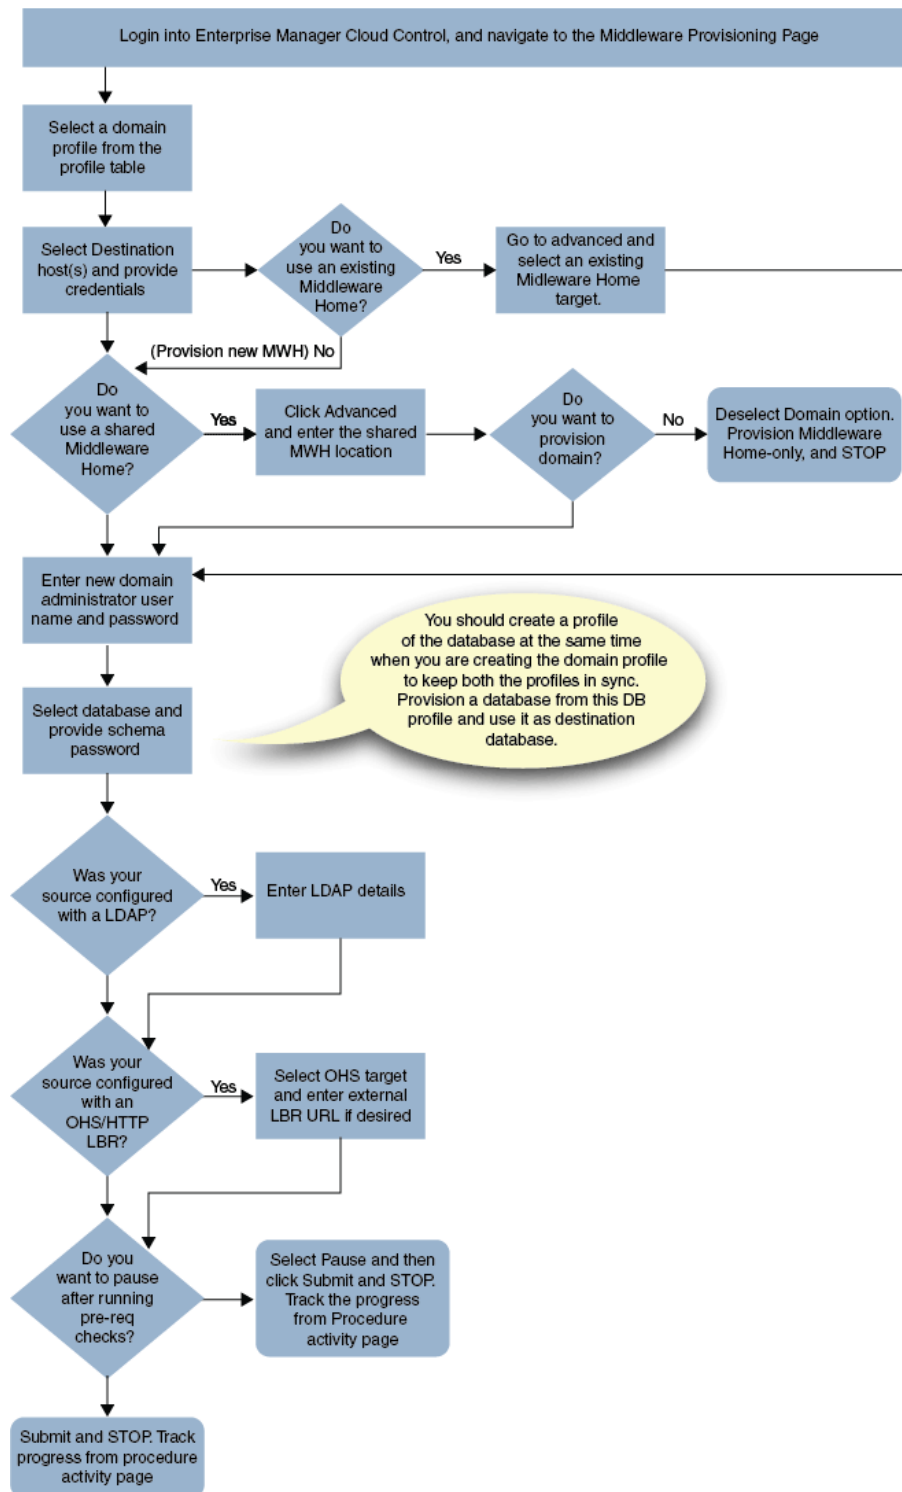 Login into Enterprise Manager Cloud Control, and navigate to the Middleware Provisioning Page
Select a domain
profile from the
profile table
Select Destination
host(s) and provide
credentials
Do
you want to
use an existing
Middleware
Home?
Yes
Go to advanced and
select an existing
Midleware Home
target.
(Provision new MWH) No
Do
you want to
use a shared
Middleware
Home?
Yes
Click Advanced
and enter the shared
MWH location
Do
you want to
provision
domain?
No
Deselect Domain option.
Provision Middleware
Home-only, and STOP
Enter new domain
administrator user
name and password
You should create a profile
of the database at the same time
when you are creating the domain profile
to keep both the profiles in sync.
Provision a database from this DB
profile and use it as destination
database.
Select database and
provide schema
password
Was your
source configured
with a LDAP?
Yes
Enter LDAP details
Was your
source configured
with an
OHS/HTTP
LBR?
Yes
Select OHS target
and enter external
LBR URL if desired
Do you
want to pause
after running
pre-req
checks?
Select Pause and then
click Submit and STOP.
Track the progress
from Procedure
activity page
Submit and STOP. Track
progress from procedure
activity page